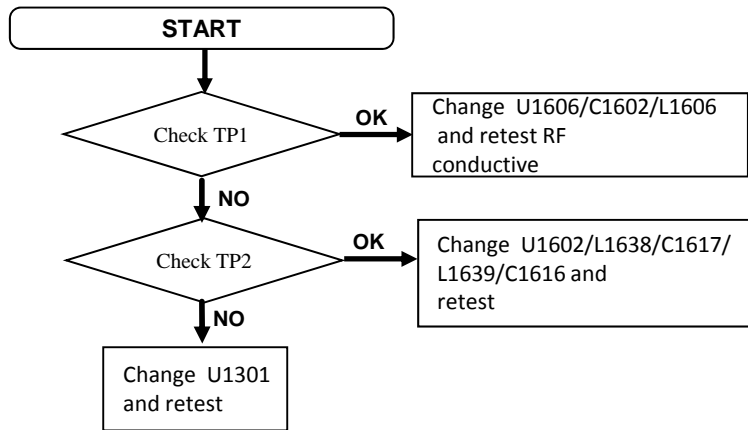 START
Check TP1
OK
Change U1606/C1602/L1606
and retest RF
conductive
NO
Check TP2
OK
Change U1602/L1638/C1617/
L1639/C1616 and
retest
NO
Change U1301
and retest